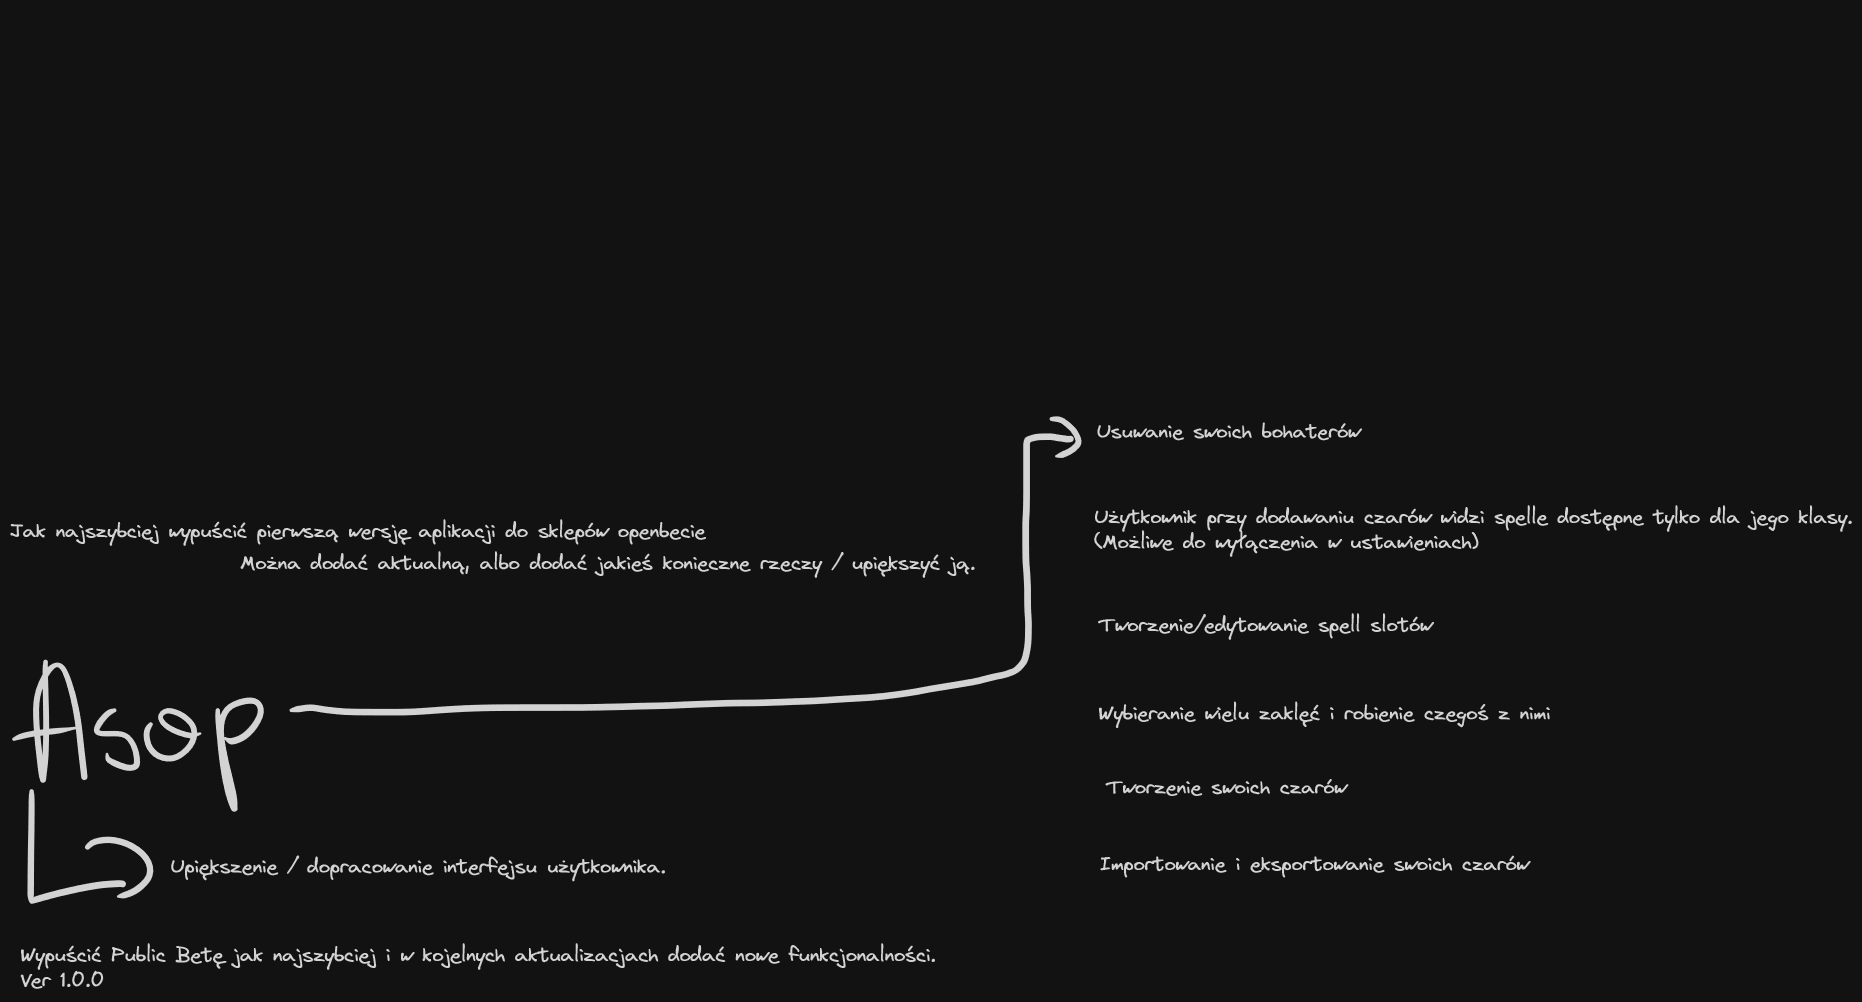 Jak najszybciej wypuścić pierwszą wersję aplikacji do sklepów openbecie
Można dodać aktualną, albo dodać jakieś konieczne rzeczy / upiększyć ją.
Asop
Upiększenie / dopracowanie interfejsu użytkownika.
Wypuścić Public Betę jak najszybciej i w kojelnych aktualizacjach dodać nowe funkcjonalności.
Ver 1.0.0
Usuwanie swoich bohaterów
Użytkownik przy dodawaniu czarów widzi spelle dostępne tylko dla jego klasy.
(Możliwe do wyłączenia w ustawieniach)
Tworzenie/edytowanie spell slotów
Wybieranie wielu zaklęć i robienie czegoś z nimi
Tworzenie swoich czarów
Importowanie i eksportowanie swoich czarów